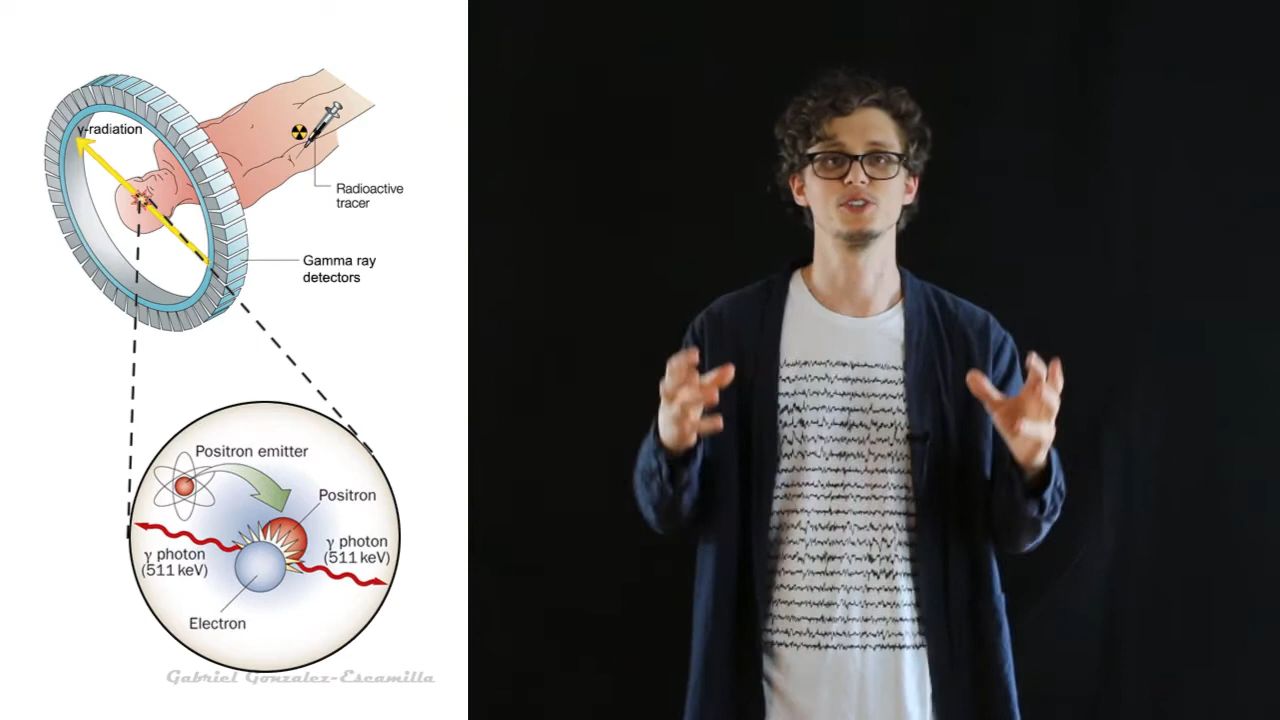 γ-radiation
Radioactive
tracer
Gamma ray
detectors
Positron emitter
Positron
γ photon
(511 keV)
γ photon
(511 keV)
Electron
Gabriel Gonzalez-Escamilla